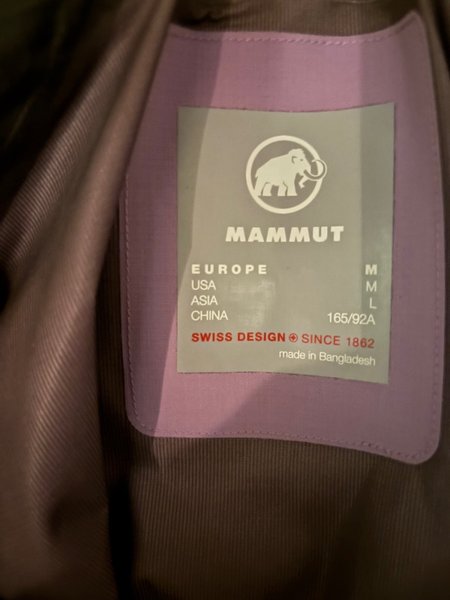 MAMMUT
EUROPE M
USA M
ASIA L
CHINA 165/92A
SWISS DESIGN + SINCE 1862
made in Bangladesh